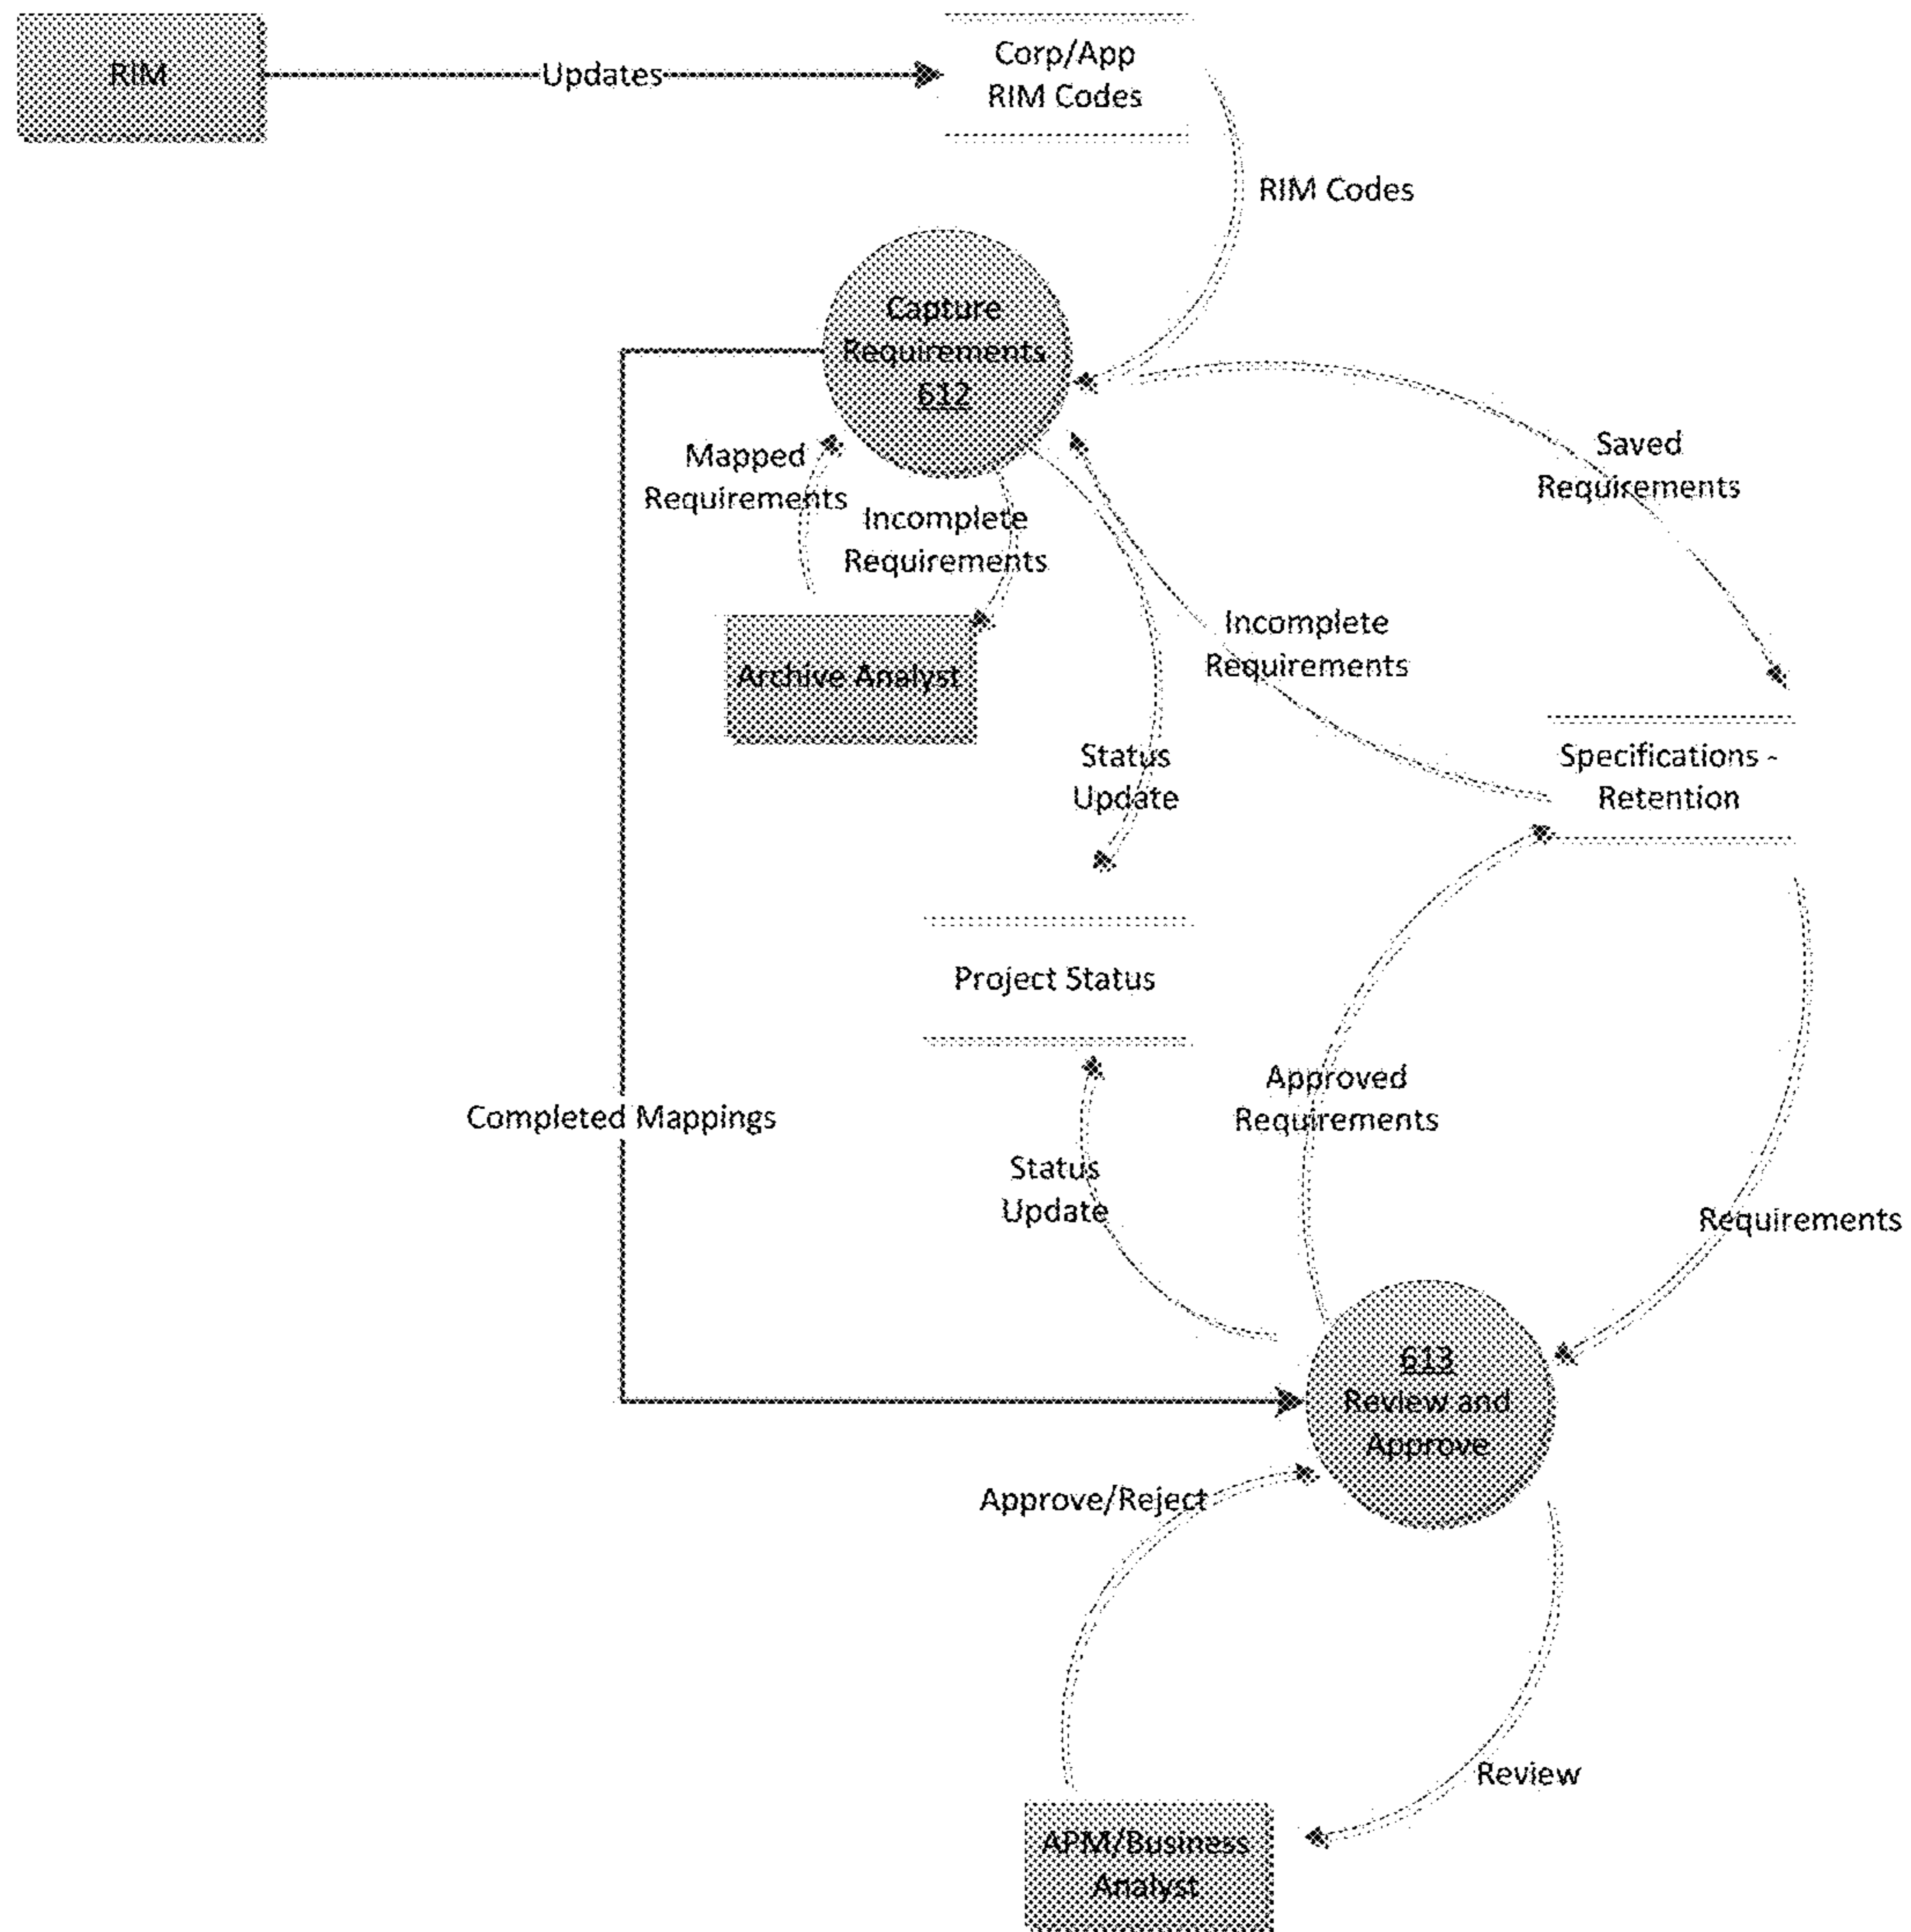 RIM
Updates
Corp/App
RIM Codes
RIM Codes
Capture
Requirements
612
Mapped
Requirements
Incomplete
Requirements
Saved
Requirements
Archive Analyst
Incomplete
Requirements
Status
Update
Specifications -
Retention
Project Status
Completed Mappings
Approved
Requirements
Status
Update
Requirements
613
Review and
Approve
Approve/Reject
Review
APM/Business
Analyst